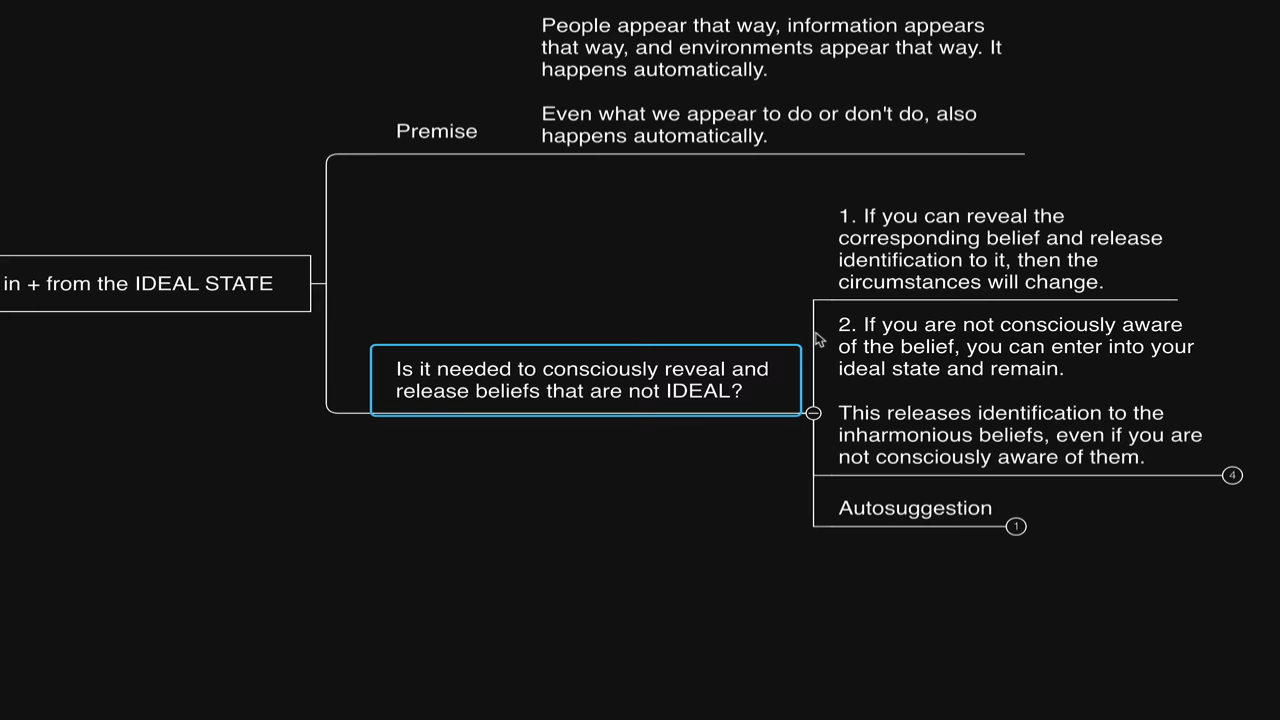 People appear that way, information appears
that way, and environments appear that way. It
happens automatically.
Even what we appear to do or don't do, also
happens automatically.
Premise
in + from the IDEAL STATE
1. If you can reveal the
corresponding belief and release
identification to it, then the
circumstances will change.
Is it needed to consciously reveal and
release beliefs that are not IDEAL?
2. If you are not consciously aware
of the belief, you can enter into your
ideal state and remain.
This releases identification to the
inharmonious beliefs, even if you are
not consciously aware of them.
4
Autosuggestion
1